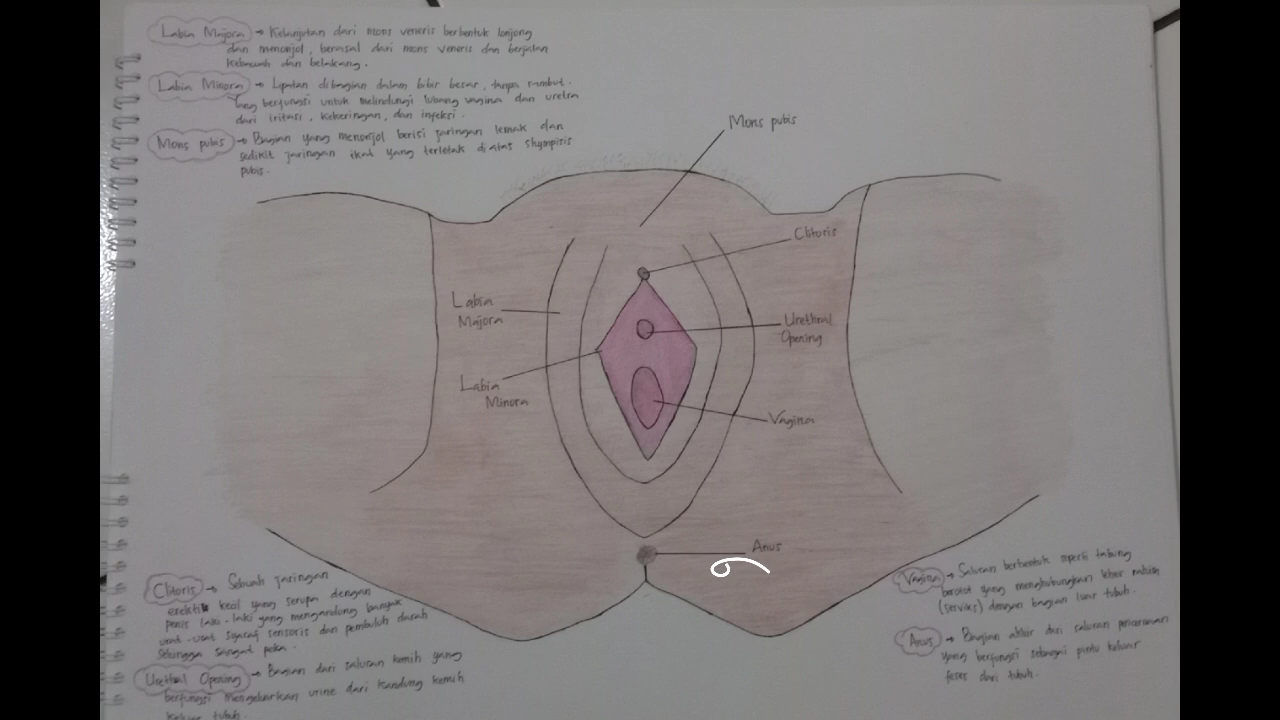 Labia Majora → Kelanjutan dari mons veneris berbentuk lonjong
dan menonjol, berasal dari mons veneris dan berjalan
kebawah dan belakang.
Labia Minora → Lipatan dibagian dalam bibir besar, tanpa rambut.
Yang berfungsi untuk melindungi lubang vagina dan uretra
dari iritasi, kekeringan, dan infeksi.
Mons pubis → Bagian yang menonjol berisi jaringan lemak dan
sedikit jaringan ikat yang terletak di atas shympisis
pubis.
Mons pubis
Clitoris
Labia
Majora
Urethral
Opening
Labia
Minora
Vagina
Anus
Clitoris → Sebuah jaringan
erektil kecil yang serupa dengan
penis laki-laki yang mengandung banyak
urat-urat syaraf sensoris dan pembuluh darah
sehingga sangat peka.
Urethral Opening → Bagian dari saluran kemih yang
berfungsi mengeluarkan urine dari kandung kemih
keluar tubuh.
Vagina → Saluran berbentuk seperti tabung
berotot yang menghubungkan leher rahim
(serviks) dengan bagian luar tubuh.
Anus → Bagian akhir dari saluran pencernaan
yang berfungsi sebagai pintu keluar
feses dari tubuh.